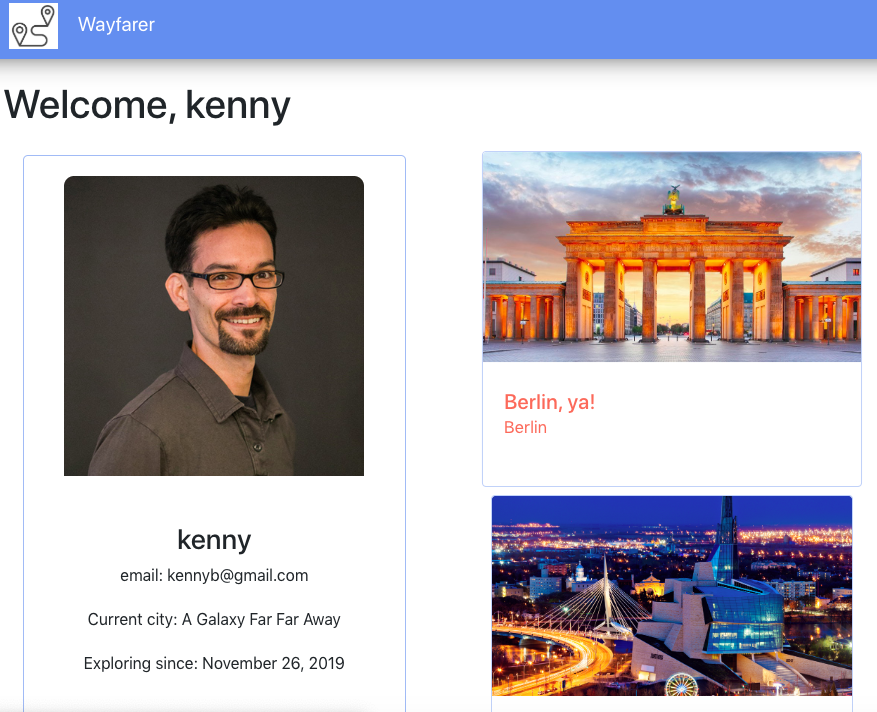 Wayfarer
Welcome, kenny
kenny
email: kennyb@gmail.com
Current city: A Galaxy Far Far Away
Exploring since: November 26, 2019
Berlin, ya!
Berlin